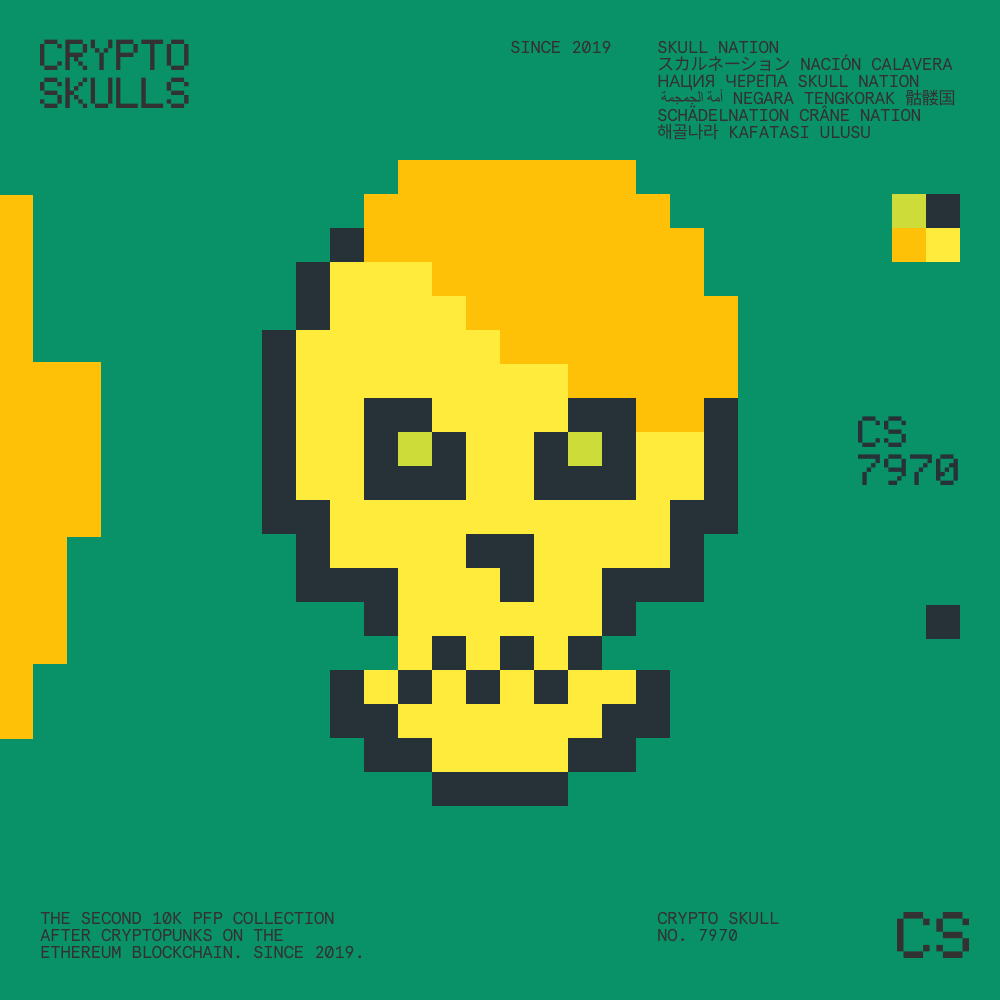 CRYPTO
SKULLS
SINCE 2019
SKULL NATION
スカルネーション NACIÓN CALAVERA
НАЦИЯ ЧЕРЕПА SKULL NATION
أمة الجمجمة NEGARA TENGKORAK 骷髅国
SCHÄDELNATION CRÂNE NATION
해골나라 KAFATASI ULUSU
CS
7970
THE SECOND 10K PFP COLLECTION
AFTER CRYPTOPUNKS ON THE
ETHEREUM BLOCKCHAIN. SINCE 2019.
CRYPTO SKULL
NO. 7970
CS